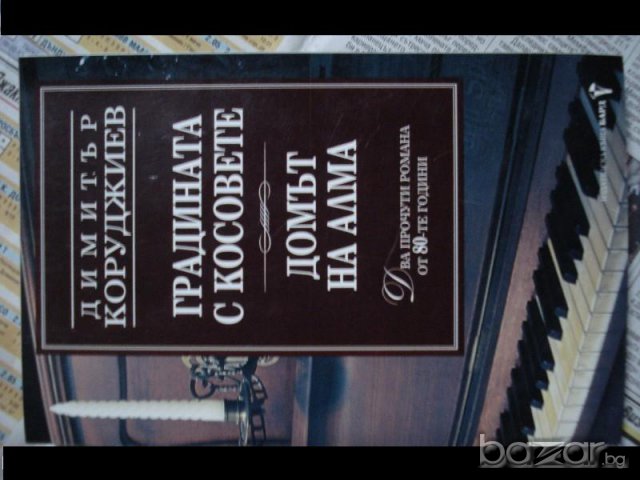 ДИМИТЪР
КОРУДЖИЕВ
ГРАДИНАТА
С КОСОВЕТЕ
ДОМЪТ
НА АЛМА
Два прочути романа
от 80-те години
bazar.bg